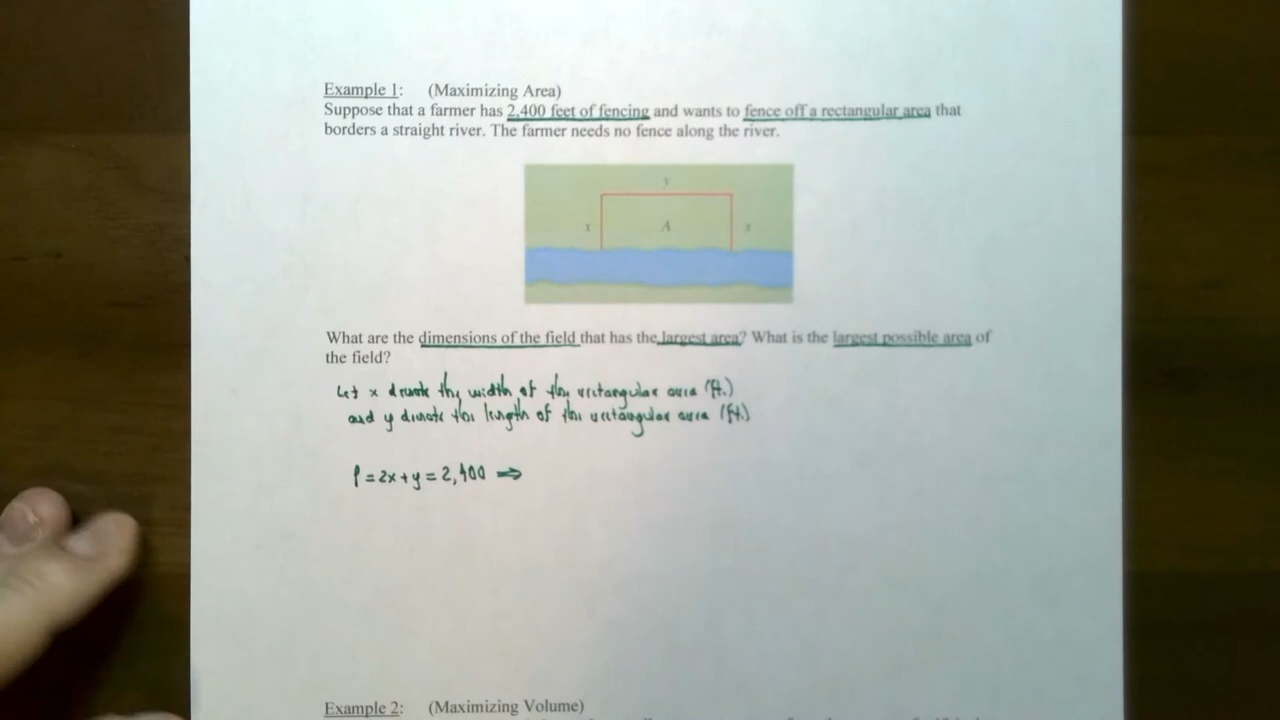 Example 1: (Maximizing Area)
Suppose that a farmer has 2,400 feet of fencing and wants to fence off a rectangular area that
borders a straight river. The farmer needs no fence along the river.
y
x A x
What are the dimensions of the field that has the largest area? What is the largest possible area of
the field?
Let x denote the width of the rectangular area (ft.)
and y denote the length of the rectangular area (ft.)
P = 2x + y = 2,400 ⇒
Example 2: (Maximizing Volume)